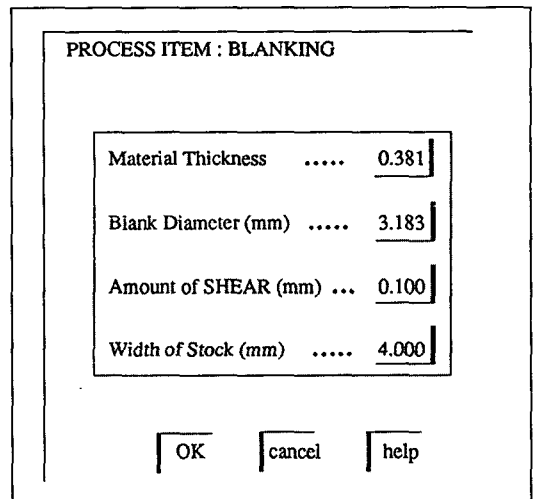 PROCESS ITEM : BLANKING
Material Thickness ..... 0.381
Blank Diameter (mm) ..... 3.183
Amount of SHEAR (mm) ... 0.100
Width of Stock (mm) ..... 4.000
OK cancel help